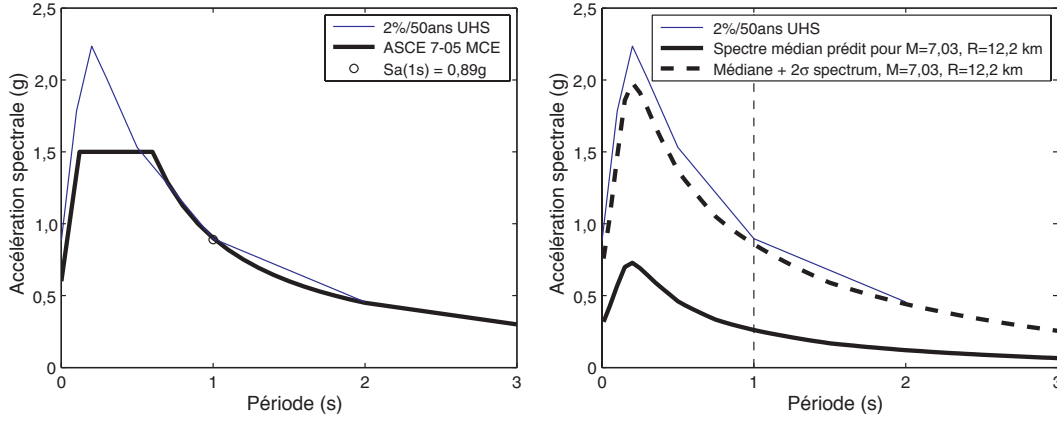 2,5
2,0
1,5
1,0
0,5
0
0
1
2
3
Accélération spectrale (g)
Période (s)
2%/50ans UHS
ASCE 7-05 MCE
Sa(1s) = 0,89g
2,5
2,0
1,5
1,0
0,5
0
0
1
2
3
Accélération spectrale (g)
Période (s)
2%/50ans UHS
Spectre médian prédit pour M=7,03, R=12,2 km
Médiane + 2σ spectrum, M=7,03, R=12,2 km